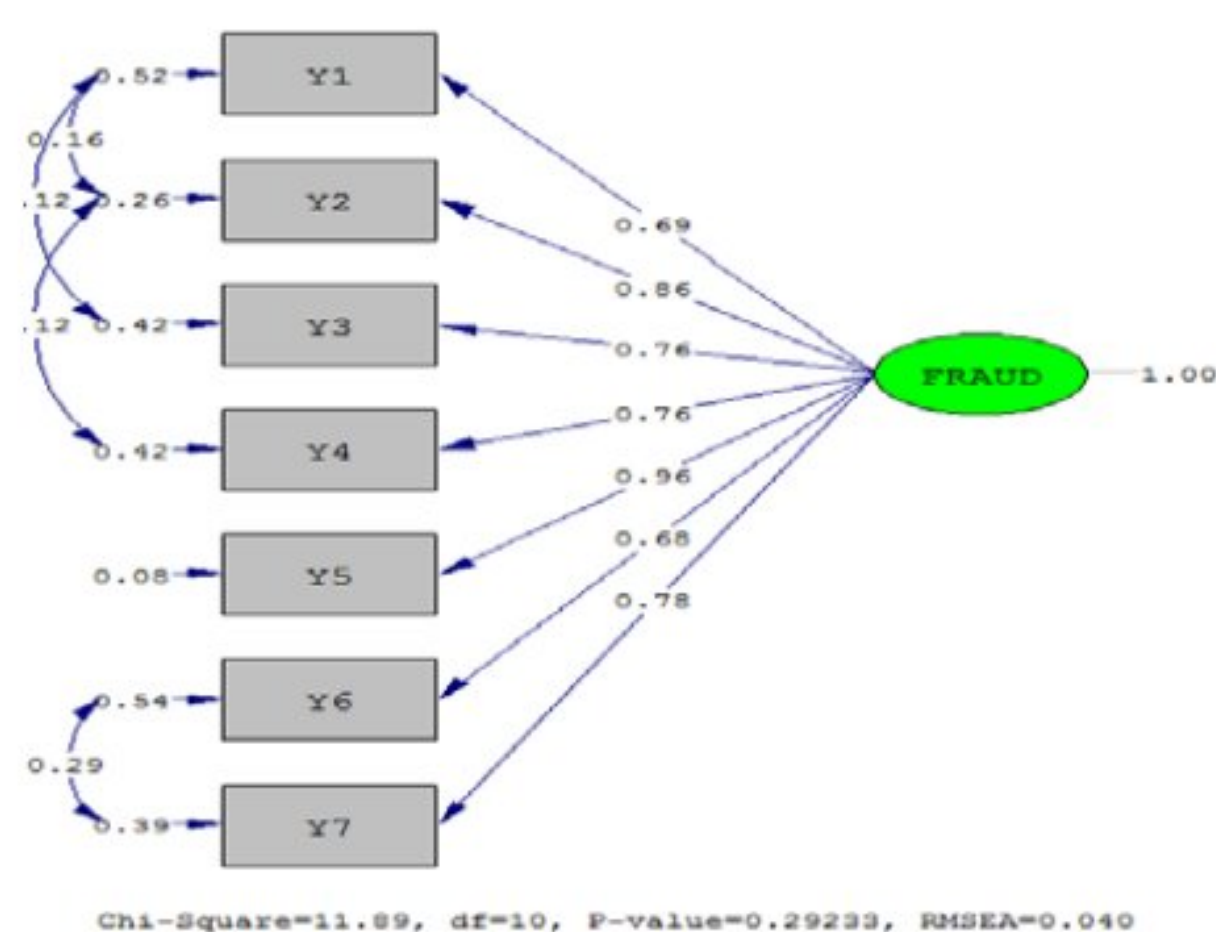 0.52 Y1
0.16
0.69
.12 0.26 Y2
0.86
.12 0.42 Y3
0.76
FRAUD 1.00
0.76
0.42 Y4
0.96
0.08 Y5
0.68
0.78
0.54 Y6
0.29
0.39 Y7
Chi-Square=11.89, df=10, P-value=0.29233, RMSEA=0.040